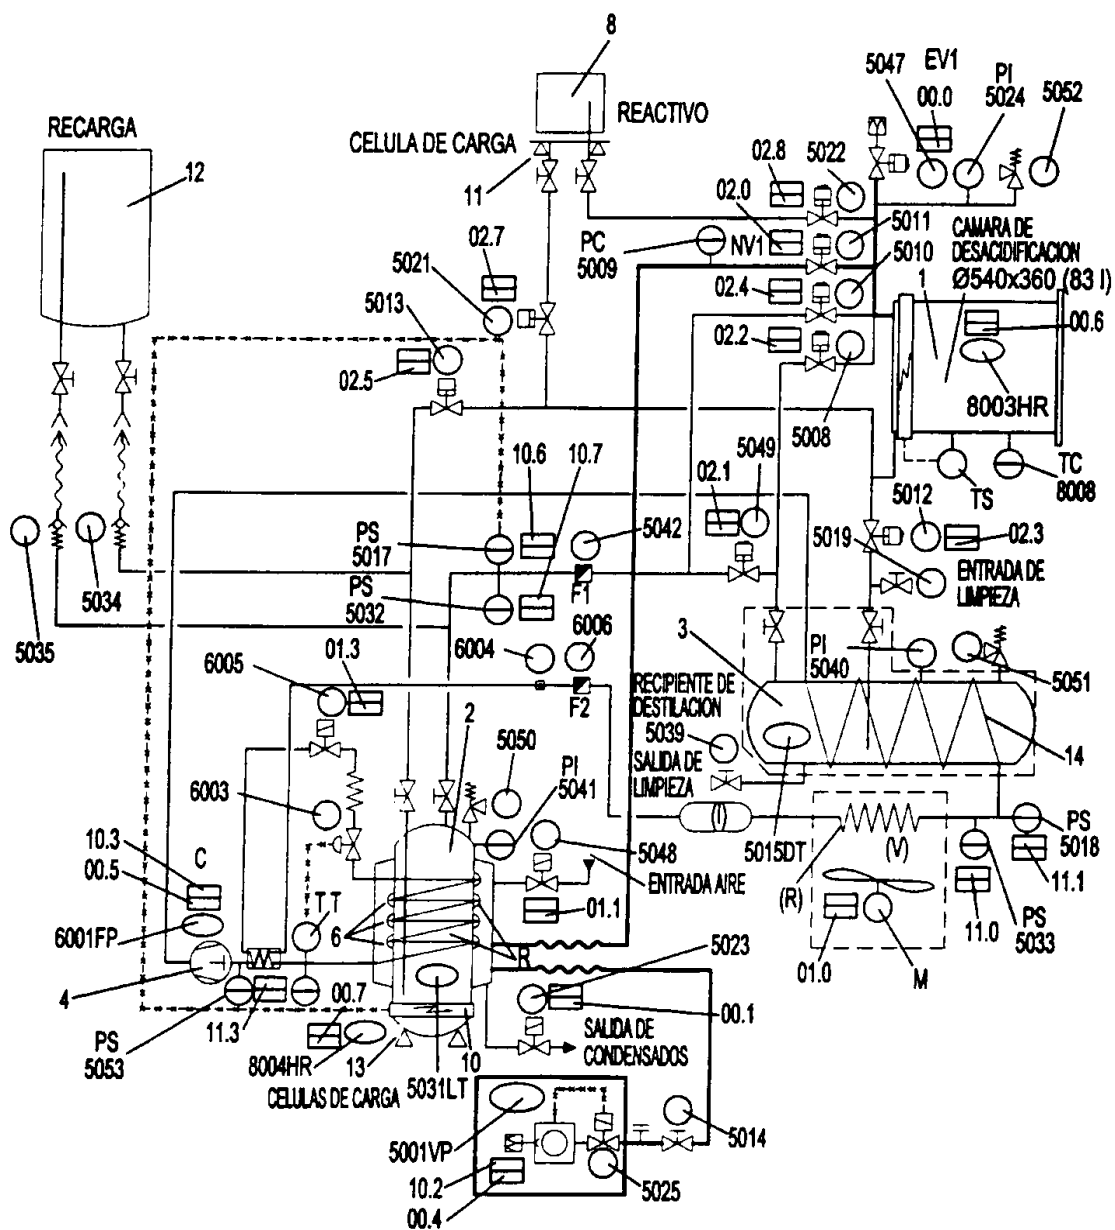 8
5047
EV1
00.0
PI
5024
5052
RECARGA
REACTIVO
CELULA DE CARGA
12
11
02.8
5022
02.0
5011
CAMARA DE
DESACIDIFICACION
Ø540x360 (83 l)
PC
5009
NV1
5010
1
02.7
5021
02.4
00.6
5013
02.2
02.5
8003HR
5008
10.6
10.7
5049
02.1
TS
TC
8008
5012
02.3
PS
5017
5042
5019
ENTRADA DE
LIMPIEZA
5035
5034
PS
5032
F1
6004
6006
3
PI
5040
5051
01.3
6005
RECIPIENTE DE
DESTILACION
F2
5039
SALIDA DE
LIMPIEZA
14
2
5050
PI
5041
6003
5048
5015DT
(V)
PS
5018
10.3
00.5
C
ENTRADA AIRE
(R)
11.1
01.1
11.0
PS
5033
6001FP
TT
6
R
5023
01.0
M
4
00.7
00.1
PS
5053
11.3
8004HR
13
10
SALIDA DE
CONDENSADOS
CELULAS DE CARGA
5031LT
5001VP
5014
10.2
00.4
5025